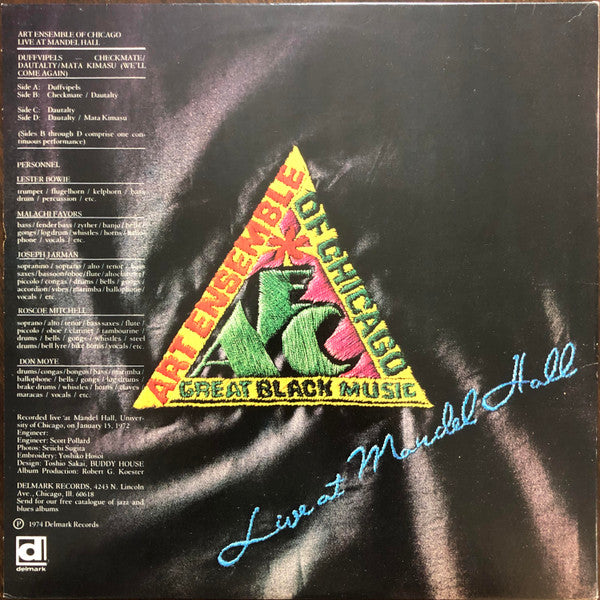 ART ENSEMBLE OF CHICAGO
LIVE AT MANDEL HALL
DUFFVIPELS — CHECKMATE/
DAUTALTY/MATA KIMASU (WE'LL
COME AGAIN)
Side A: Duffvipels
Side B: Checkmate / Dautalty
Side C: Dautalty
Side D: Dautalty / Mata Kimasu
(Sides B through D comprise one con-
tinuous performance)
PERSONNEL
LESTER BOWIE
trumpet / flugelhorn / kelphorn / bass
drum / percussion / etc.
MALACHI FAVORS
bass / fender bass / zyther / banjo / bells /
gongs / log drum / whistles / horns / ballo-
phone / vocals / etc.
JOSEPH JARMAN
sopranino / soprano / alto / tenor / bass
saxes / bassoon / oboe / flute / alto clarinet /
piccolo / congas / drums / bells / gongs /
accordion / vibes / marimba / ballophone /
vocals / etc.
ROSCOE MITCHELL
soprano / alto / tenor / bass saxes / flute /
piccolo / oboe / clarinet / tambourine /
drums / bells / gongs / whistles / steel
drums / bell lyre / bike horns / vocals / etc.
DON MOYE
drums / congas / bongos / bass / marimba /
ballophone / bells / gongs / log drums /
brake drums / whistles / horns / claves /
maracas / vocals / etc.
Recorded live at Mandel Hall, Univer-
sity of Chicago, on January 15, 1972
Engineer:
Engineer: Scott Pollard
Photos: Seiichi Sugita
Embroidery: Yoshiko Hosoi
Design: Toshio Sakai, BUDDY HOUSE
Album Production: Robert G. Koester
DELMARK RECORDS, 4243 N. Lincoln
Ave., Chicago, Ill. 60618
Send for our free catalogue of jazz and
blues albums
℗ 1974 Delmark Records
d
delmark
ART ENSEMBLE
OF CHICAGO
AEC
GREAT BLACK MUSIC
Live at Mandel Hall